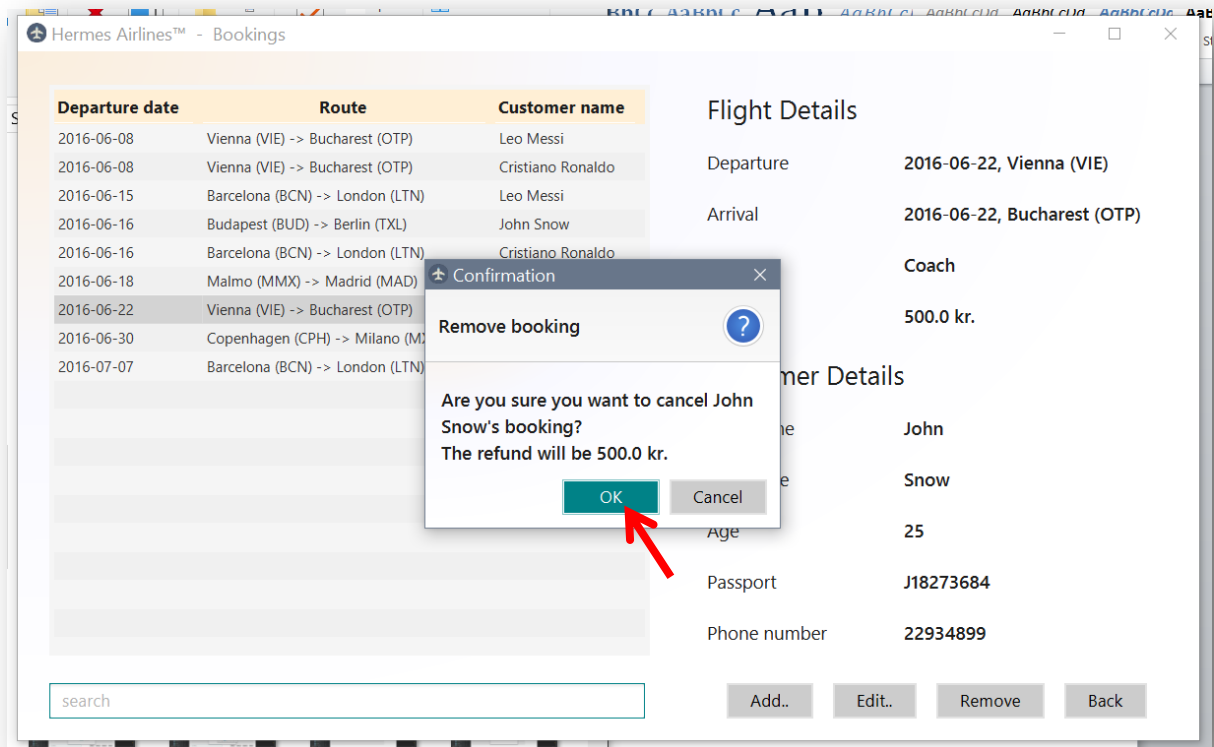 Hermes Airlines™ - Bookings
Departure date Route Customer name
2016-06-08 Vienna (VIE) -> Bucharest (OTP) Leo Messi
2016-06-08 Vienna (VIE) -> Bucharest (OTP) Cristiano Ronaldo
2016-06-15 Barcelona (BCN) -> London (LTN) Leo Messi
2016-06-16 Budapest (BUD) -> Berlin (TXL) John Snow
2016-06-16 Barcelona (BCN) -> London (LTN) Cristiano Ronaldo
2016-06-18 Malmo (MMX) -> Madrid (MAD)
2016-06-22 Vienna (VIE) -> Bucharest (OTP)
2016-06-30 Copenhagen (CPH) -> Milano
2016-07-07 Barcelona (BCN) -> London (LTN)
search
Confirmation
Remove booking
?
Are you sure you want to cancel John
Snow's booking?
The refund will be 500.0 kr.
OK Cancel
Flight Details
Departure 2016-06-22, Vienna (VIE)
Arrival 2016-06-22, Bucharest (OTP)
Coach
500.0 kr.
Details
John
Snow
Age 25
Passport J18273684
Phone number 22934899
Add.. Edit.. Remove Back